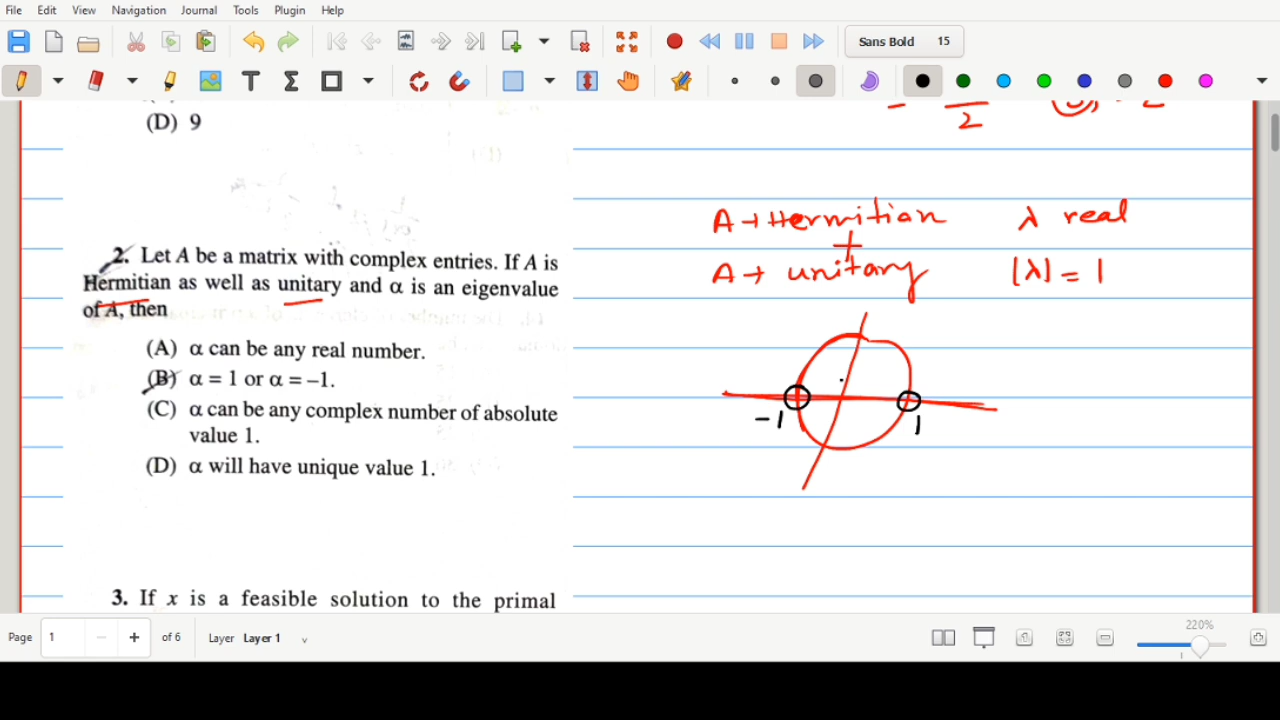 File Edit View Navigation Journal Tools Plugin Help
Sans Bold 15
(D) 9
2. Let A be a matrix with complex entries. If A is
Hermitian as well as unitary and α is an eigenvalue
of A, then
(A) α can be any real number.
(B) α = 1 or α = −1.
(C) α can be any complex number of absolute
value 1.
(D) α will have unique value 1.
3. If x is a feasible solution to the primal
2
A → Hermitian λ real
+
A → unitary |λ| = 1
-1 1
Page 1 of 6 Layer Layer 1 220%